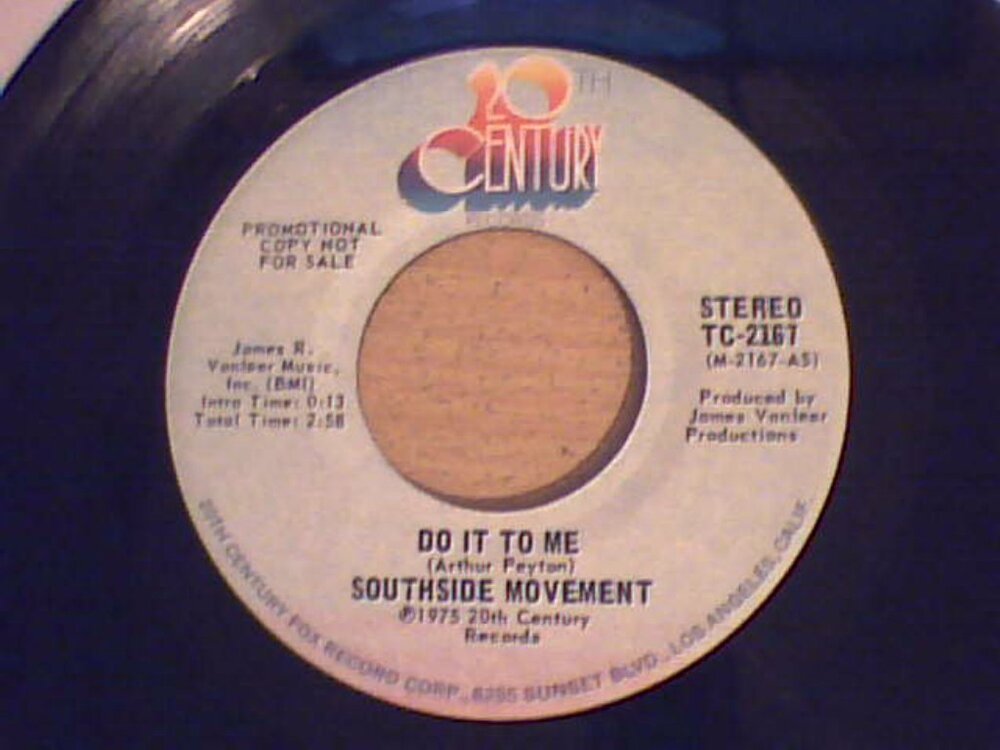 20TH
CENTURY
RECORDS
PROMOTIONAL
COPY NOT
FOR SALE
STEREO
TC-2167
(M-2167-AS)
James R.
Vanleer Music,
Inc. (BMI)
Intro Time: 0:13
Total Time: 2:58
Produced by
James Vanleer
Productions
DO IT TO ME
(Arthur Peyton)
SOUTHSIDE MOVEMENT
℗1975 20th Century
Records
20TH CENTURY FOX RECORD CORP., 8255 SUNSET BLVD., LOS ANGELES, CALIF.